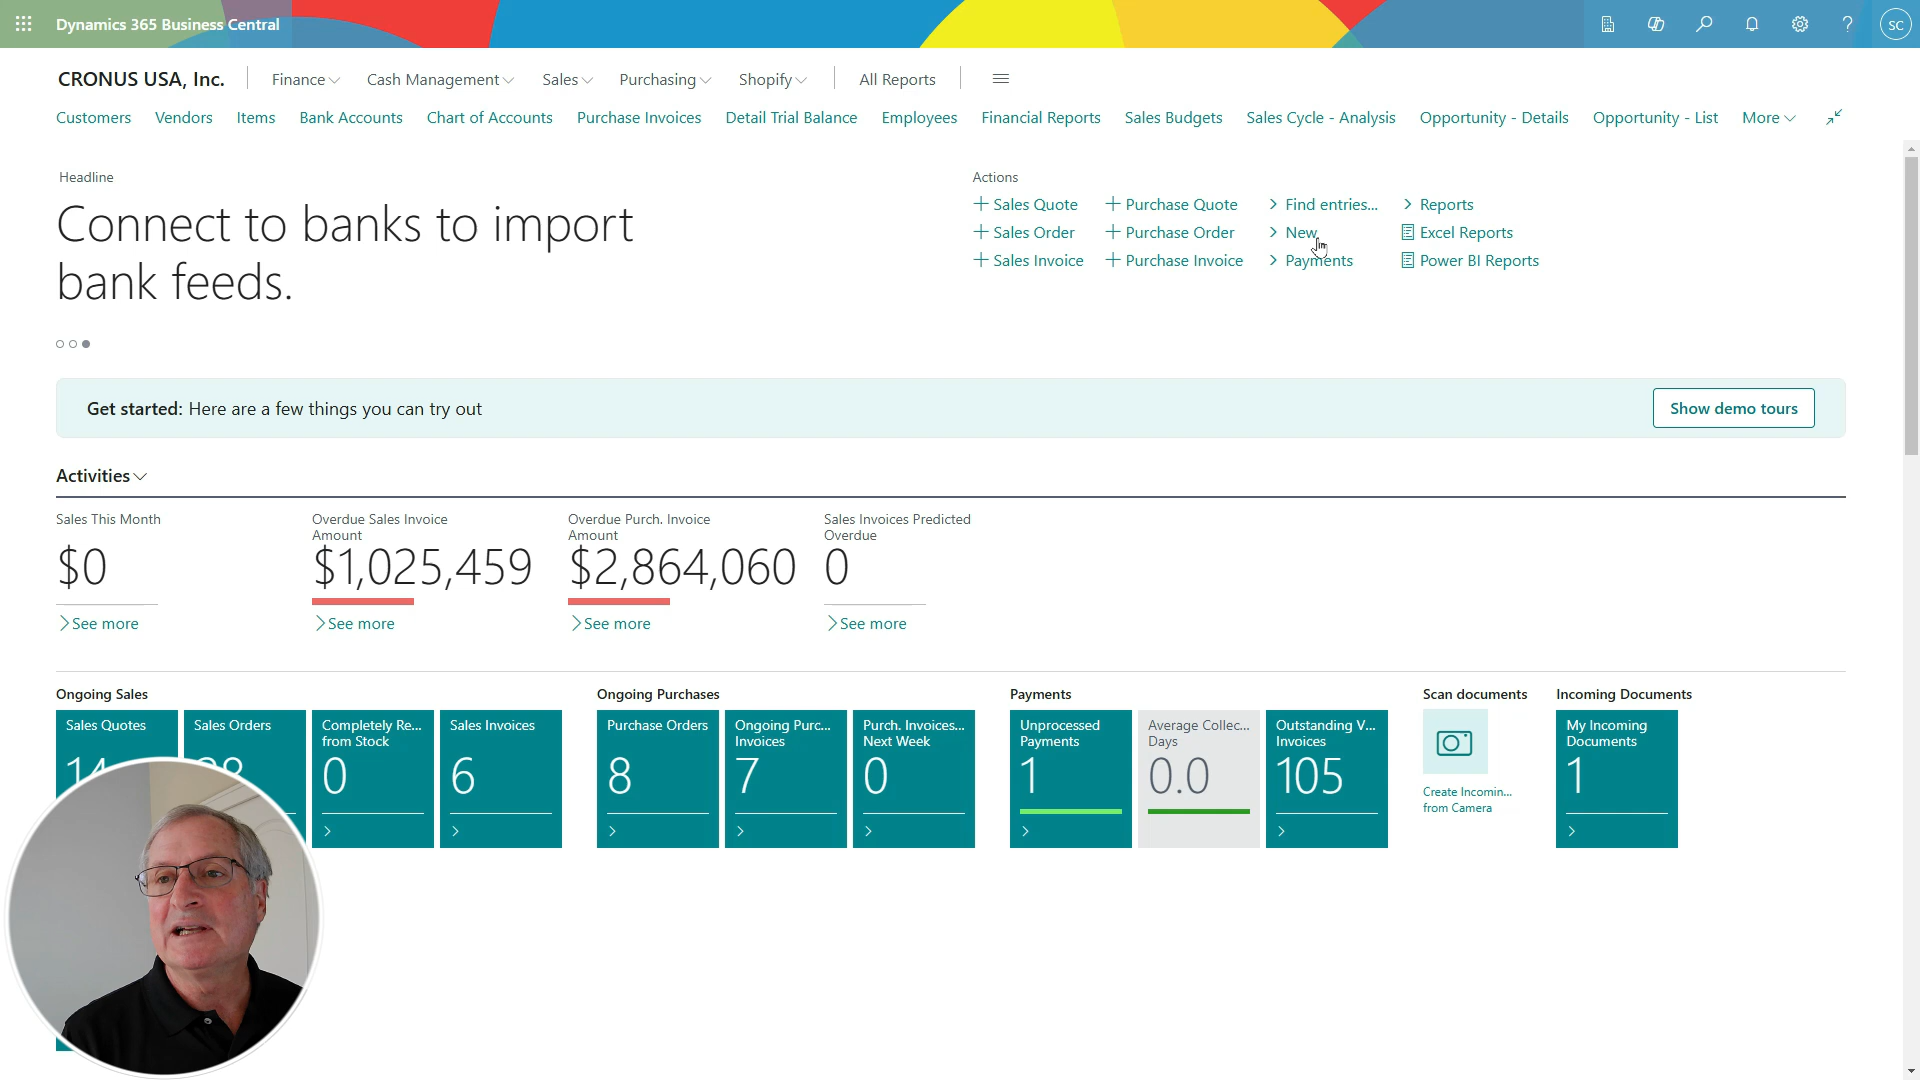 Dynamics 365 Business Central
SC
CRONUS USA, Inc.
Finance
Cash Management
Sales
Purchasing
Shopify
All Reports
Customers
Vendors
Items
Bank Accounts
Chart of Accounts
Purchase Invoices
Detail Trial Balance
Employees
Financial Reports
Sales Budgets
Sales Cycle - Analysis
Opportunity - Details
Opportunity - List
More
Headline
Connect to banks to import
bank feeds.
Actions
+ Sales Quote
+ Purchase Quote
> Find entries...
> Reports
+ Sales Order
+ Purchase Order
> New
Excel Reports
+ Sales Invoice
+ Purchase Invoice
> Payments
Power BI Reports
Get started: Here are a few things you can try out
Show demo tours
Activities
Sales This Month
$0
> See more
Overdue Sales Invoice
Amount
$1,025,459
> See more
Overdue Purch. Invoice
Amount
$2,864,060
> See more
Sales Invoices Predicted
Overdue
0
> See more
Ongoing Sales
Sales Quotes
Sales Orders
Completely Re...
from Stock
0
Sales Invoices
6
Ongoing Purchases
Purchase Orders
8
Ongoing Purc...
Invoices
7
Purch. Invoices...
Next Week
0
Payments
Unprocessed
Payments
1
Average Collec...
Days
0.0
Outstanding V...
Invoices
105
Scan documents
Create Incomin...
from Camera
Incoming Documents
My Incoming
Documents
1